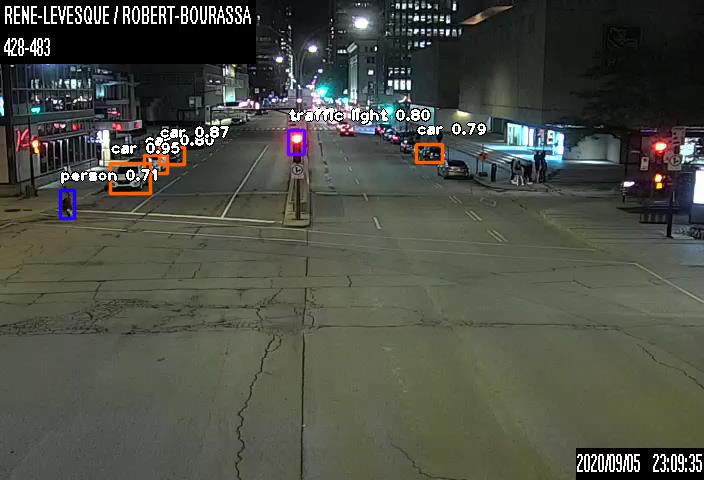 RENE-LEVESQUE / ROBERT-BOURASSA
428-483
traffic light 0.80
car 0.87
car 0.79
car 0.95
person 0.71
2020/09/05 23:09:35